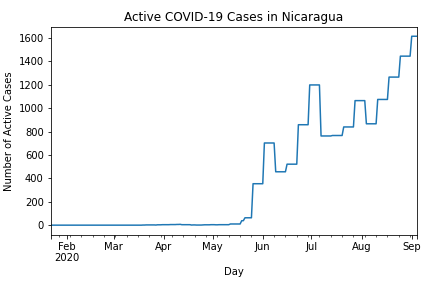 Active COVID-19 Cases in Nicaragua
Number of Active Cases
1600
1400
1200
1000
800
600
400
200
0
Feb Mar Apr May Jun Jul Aug Sep
2020
Day